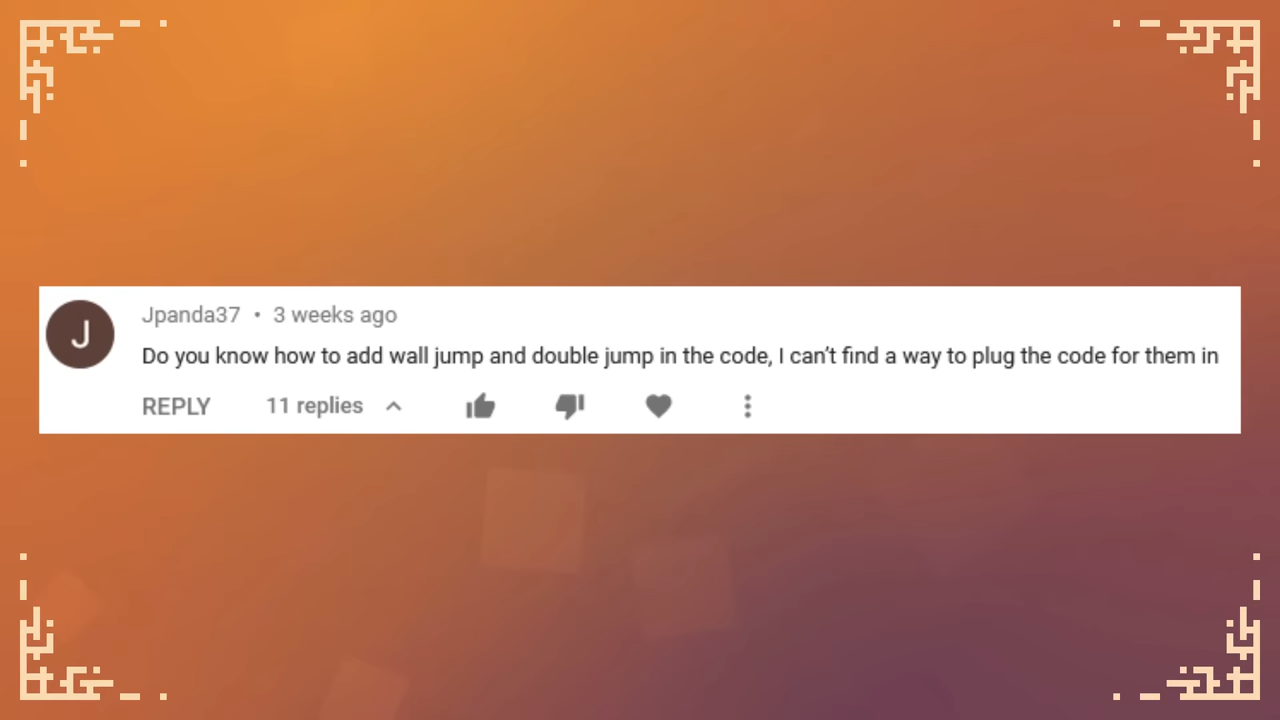 J
Jpanda37 • 3 weeks ago
Do you know how to add wall jump and double jump in the code, I can’t find a way to plug the code for them in
REPLY 11 replies